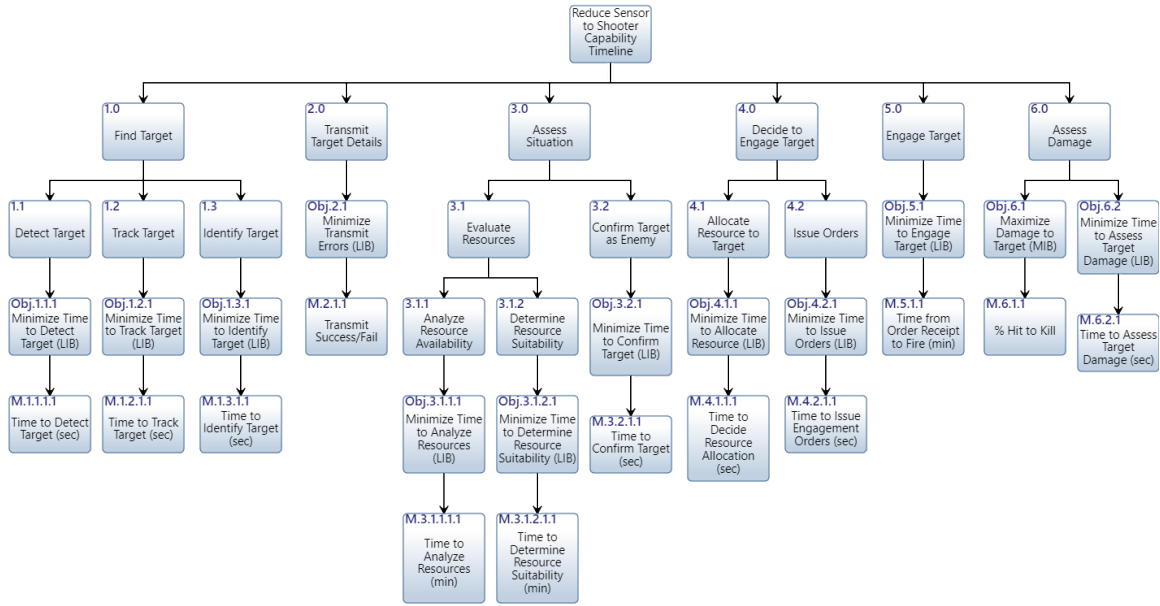 Reduce Sensor
to Shooter
Capability
Timeline
1.0
Find Target
2.0
Transmit
Target Details
3.0
Assess
Situation
4.0
Decide to
Engage Target
5.0
Engage Target
6.0
Assess
Damage
1.1
Detect Target
1.2
Track Target
1.3
Identify Target
Obj.2.1
Minimize
Transmit
Errors (LIB)
3.1
Evaluate
Resources
3.2
Confirm Target
as Enemy
4.1
Allocate
Resource to
Target
4.2
Issue Orders
Obj.5.1
Minimize Time
to Engage
Target (LIB)
Obj.6.1
Maximize
Damage to
Target (MIB)
Obj.6.2
Minimize Time
to Assess
Target
Damage (LIB)
Obj.1.1.1
Minimize Time
to Detect
Target (LIB)
Obj.1.2.1
Minimize Time
to Track Target
(LIB)
Obj.1.3.1
Minimize Time
to Identify
Target (LIB)
M.2.1.1
Transmit
Success/Fail
3.1.1
Analyze
Resource
Availability
3.1.2
Determine
Resource
Suitability
Obj.3.2.1
Minimize Time
to Confirm
Target (LIB)
Obj.4.1.1
Minimize Time
to Allocate
Resource (LIB)
Obj.4.2.1
Minimize Time
to Issue
Orders (LIB)
M.5.1.1
Time from
Order Receipt
to Fire (min)
M.6.1.1
% Hit to Kill
M.6.2.1
Time to Assess
Target
Damage (sec)
M.1.1.1.1
Time to Detect
Target (sec)
M.1.2.1.1
Time to Track
Target (sec)
M.1.3.1.1
Time to
Identify Target
(sec)
Obj.3.1.1.1
Minimize Time
to Analyze
Resources
(LIB)
Obj.3.1.2.1
Minimize Time
to Determine
Resource
Suitability (LIB)
M.3.2.1.1
Time to
Confirm Target
(sec)
M.4.1.1.1
Time to
Decide
Resource
Allocation
(sec)
M.4.2.1.1
Time to Issue
Engagement
Orders (sec)
M.3.1.1.1.1
Time to
Analyze
Resources
(min)
M.3.1.2.1.1
Time to
Determine
Resource
Suitability
(min)